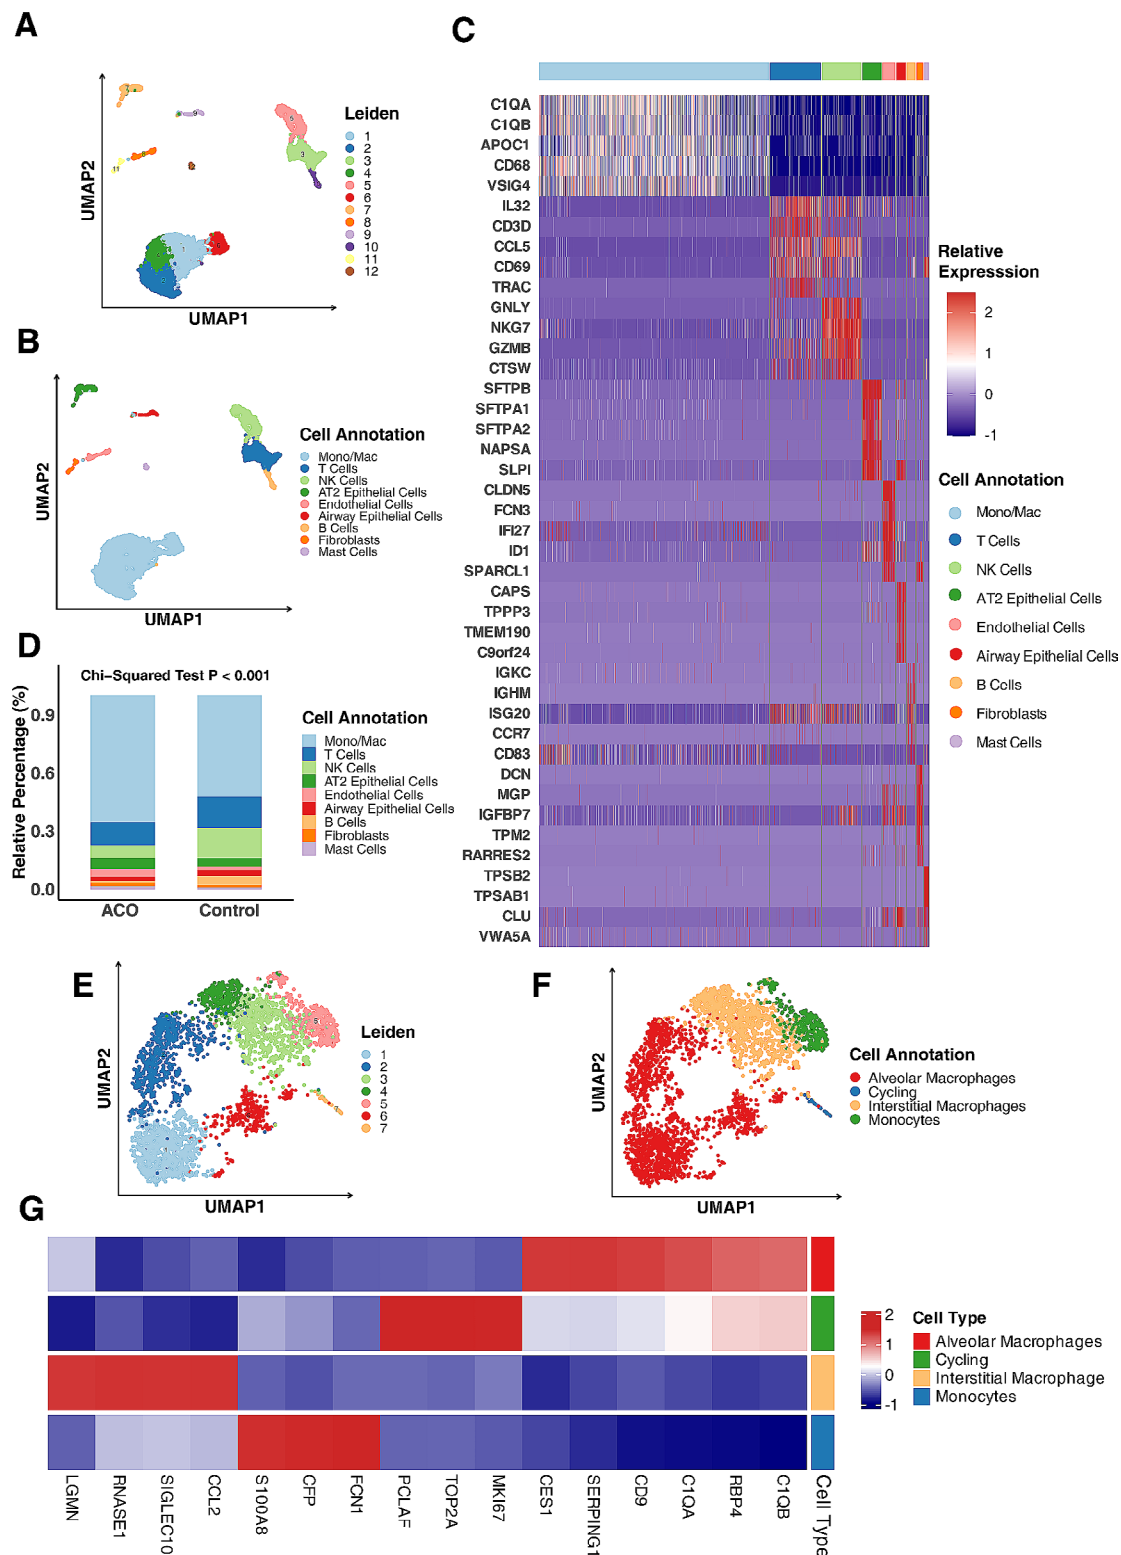 A
UMAP2
UMAP1
Leiden
1
2
3
4
5
6
7
8
9
10
11
12
B
UMAP2
UMAP1
Cell Annotation
Mono/Mac
T Cells
NK Cells
AT2 Epithelial Cells
Endothelial Cells
Airway Epithelial Cells
B Cells
Fibroblasts
Mast Cells
C
C1QA
C1QB
APOC1
CD68
VSIG4
IL32
CD3D
CCL5
CD69
TRAC
GNLY
NKG7
GZMB
CTSW
SFTPB
SFTPA1
SFTPA2
NAPSA
SLPI
CLDN5
FCN3
IFI27
ID1
SPARCL1
CAPS
TPPP3
TMEM190
C9orf24
IGKC
IGHM
ISG20
CCR7
CD83
DCN
MGP
IGFBP7
TPM2
RARRES2
TPSB2
TPSAB1
CLU
VWA5A
Relative
Expresssion
2
1
0
-1
Cell Annotation
Mono/Mac
T Cells
NK Cells
AT2 Epithelial Cells
Endothelial Cells
Airway Epithelial Cells
B Cells
Fibroblasts
Mast Cells
D
Chi-Squared Test P < 0.001
Relative Percentage (%)
0.9
0.6
0.3
0.0
ACO
Control
Cell Annotation
Mono/Mac
T Cells
NK Cells
AT2 Epithelial Cells
Endothelial Cells
Airway Epithelial Cells
B Cells
Fibroblasts
Mast Cells
E
UMAP2
UMAP1
Leiden
1
2
3
4
5
6
7
F
UMAP2
UMAP1
Cell Annotation
Alveolar Macrophages
Cycling
Interstitial Macrophages
Monocytes
G
LGMN
RNASE1
SIGLEC10
CCL2
S100A8
CFP
FCN1
PCLAF
TOP2A
MKI67
CES1
SERPING1
CD9
C1QA
RBP4
C1QB
Cell Type
2
1
0
-1
Cell Type
Alveolar Macrophages
Cycling
Interstitial Macrophage
Monocytes